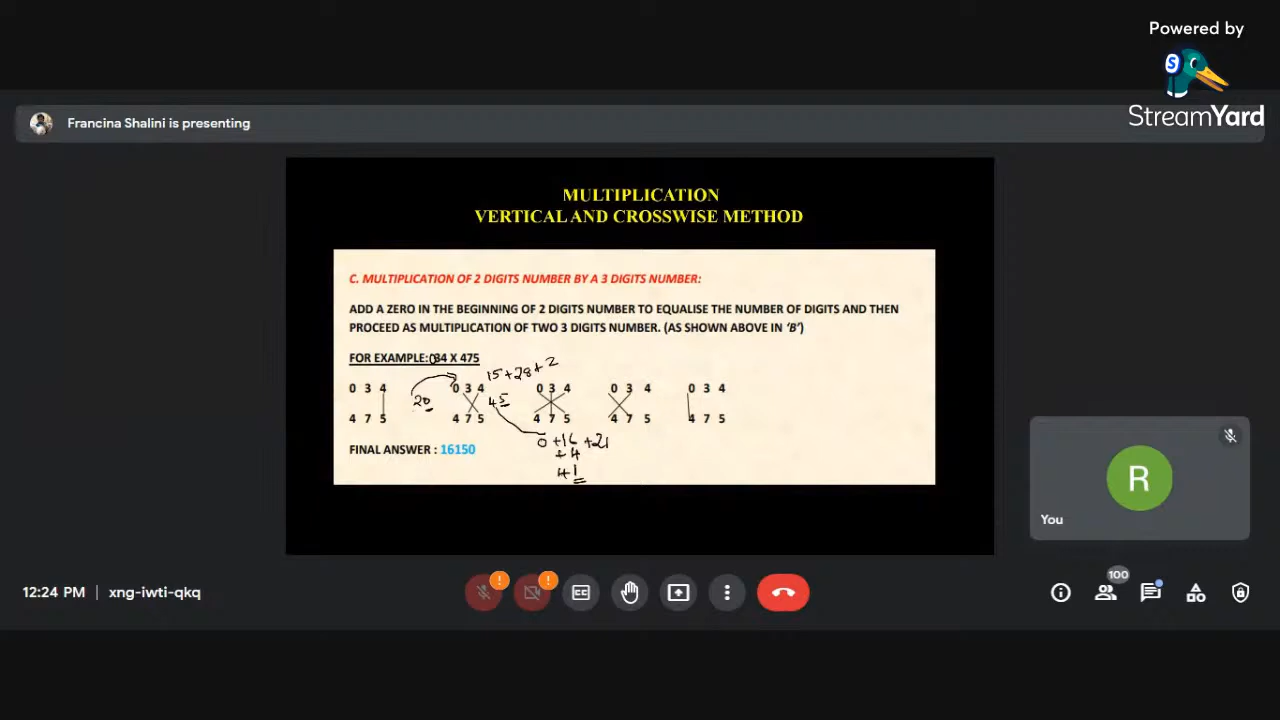 Powered by
S
StreamYard
Francina Shalini is presenting
MULTIPLICATION
VERTICAL AND CROSSWISE METHOD
C. MULTIPLICATION OF 2 DIGITS NUMBER BY A 3 DIGITS NUMBER:
ADD A ZERO IN THE BEGINNING OF 2 DIGITS NUMBER TO EQUALISE THE NUMBER OF DIGITS AND THEN
PROCEED AS MULTIPLICATION OF TWO 3 DIGITS NUMBER. (AS SHOWN ABOVE IN ‘B’)
FOR EXAMPLE: 034 X 475
15+28+2
0 3 4 0 3 4 0 3 4 0 3 4 0 3 4
20 45
4 7 5 4 7 5 4 7 5 4 7 5 4 7 5
0 +16 +21
+4
41
FINAL ANSWER : 16150
R
You
12:24 PM | xng-iwti-qkq
! !
CC
100